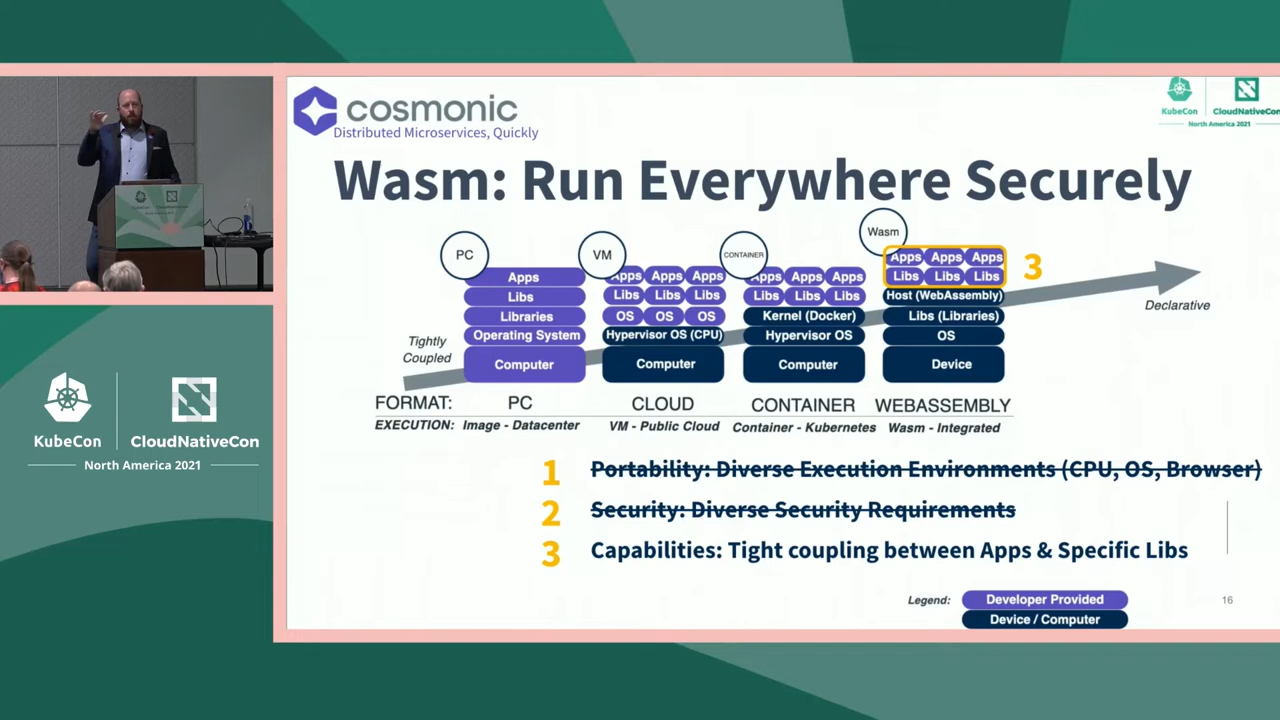 cosmonic
Distributed Microservices, Quickly
KubeCon
CloudNativeCon
North America 2021
Wasm: Run Everywhere Securely
PC
VM
CONTAINER
Wasm
Apps
Libs
Libraries
Operating System
Computer
Apps Apps Apps
Libs Libs Libs
OS OS OS
Hypervisor OS (CPU)
Computer
Apps Apps Apps
Libs Libs Libs
Kernel (Docker)
Hypervisor OS
Computer
Apps Apps Apps
Libs Libs Libs
Host (WebAssembly)
Libs (Libraries)
OS
Device
3
Tightly
Coupled
Declarative
FORMAT: PC CLOUD CONTAINER WEBASSEMBLY
EXECUTION: Image - Datacenter VM - Public Cloud Container - Kubernetes Wasm - Integrated
1 Portability: Diverse Execution Environments (CPU, OS, Browser)
2 Security: Diverse Security Requirements
3 Capabilities: Tight coupling between Apps & Specific Libs
Legend: Developer Provided
Device / Computer
16
KubeCon
CloudNativeCon
North America 2021